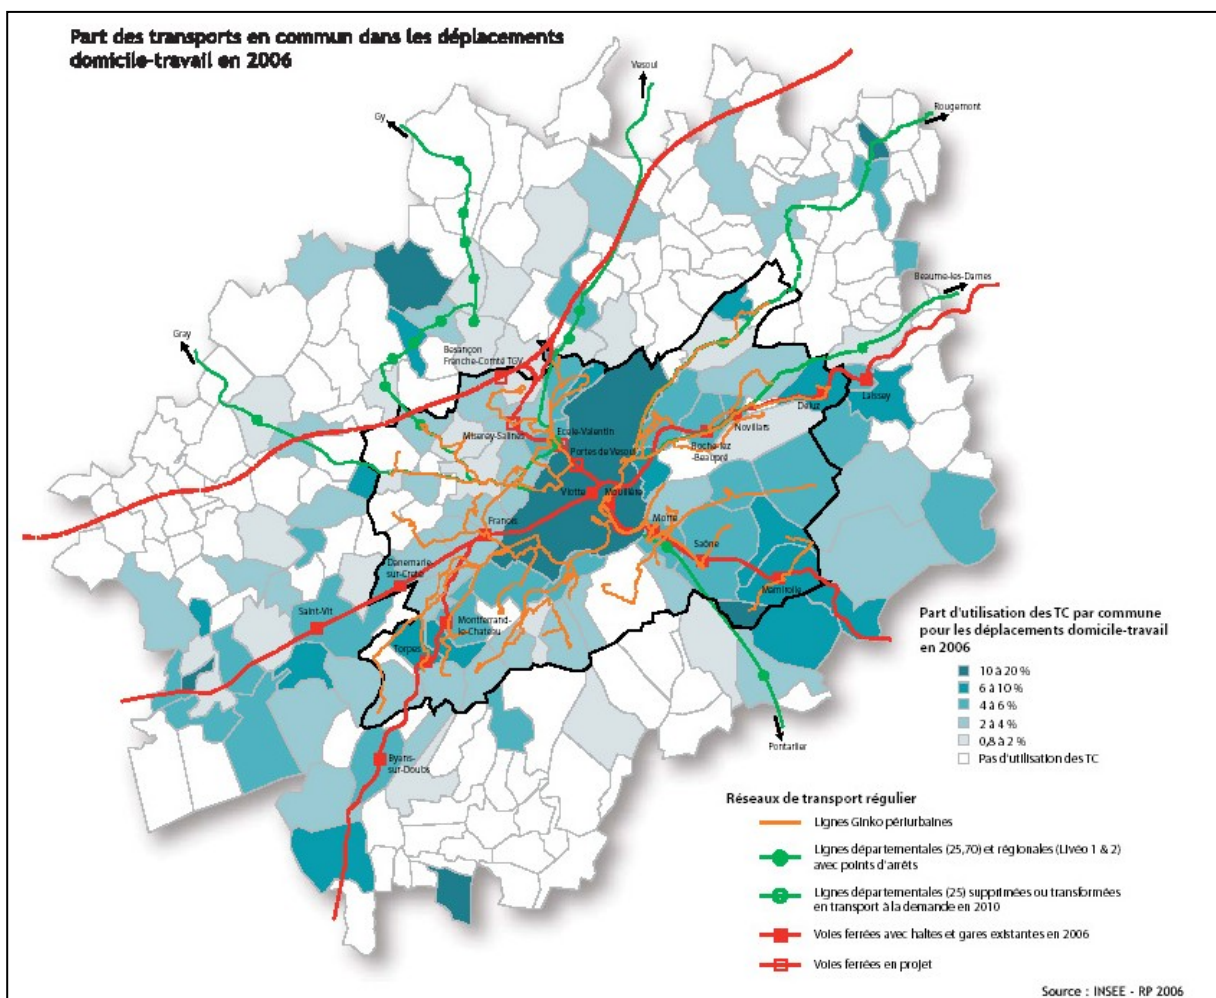 Part des transports en commun dans les déplacements
domicile-travail en 2006
Vesoul
Rougemont
Gy
Beaume-les-Dames
Gray
Besançon
Franche-Comté TGV
Laissey
Deluz
Miserey-Salines
Ecole-Valentin
Novillars
Roche-lez
-Beaupré
Portes de Vesoul
Viotte
Mouillère
Franois
Morre
Saône
Danemarie-
sur-Crete
Mamirolle
Saint-Vit
Montferrand-
le-Chateau
Torpes
Pontarlier
Byans-
sur-Doubs
Part d'utilisation des TC par commune
pour les déplacements domicile-travail
en 2006
10 à 20 %
6 à 10 %
4 à 6 %
2 à 4 %
0,8 à 2 %
Pas d'utilisation des TC
Réseaux de transport régulier
Lignes Ginko périurbaines
Lignes départementales (25,70) et régionales (Livéo 1 & 2)
avec points d'arrêts
Lignes départementales (25) supprimées ou transformées
en transport à la demande en 2010
Voies ferrées avec haltes et gares existantes en 2006
Voies ferrées en projet
Source : INSEE - RP 2006